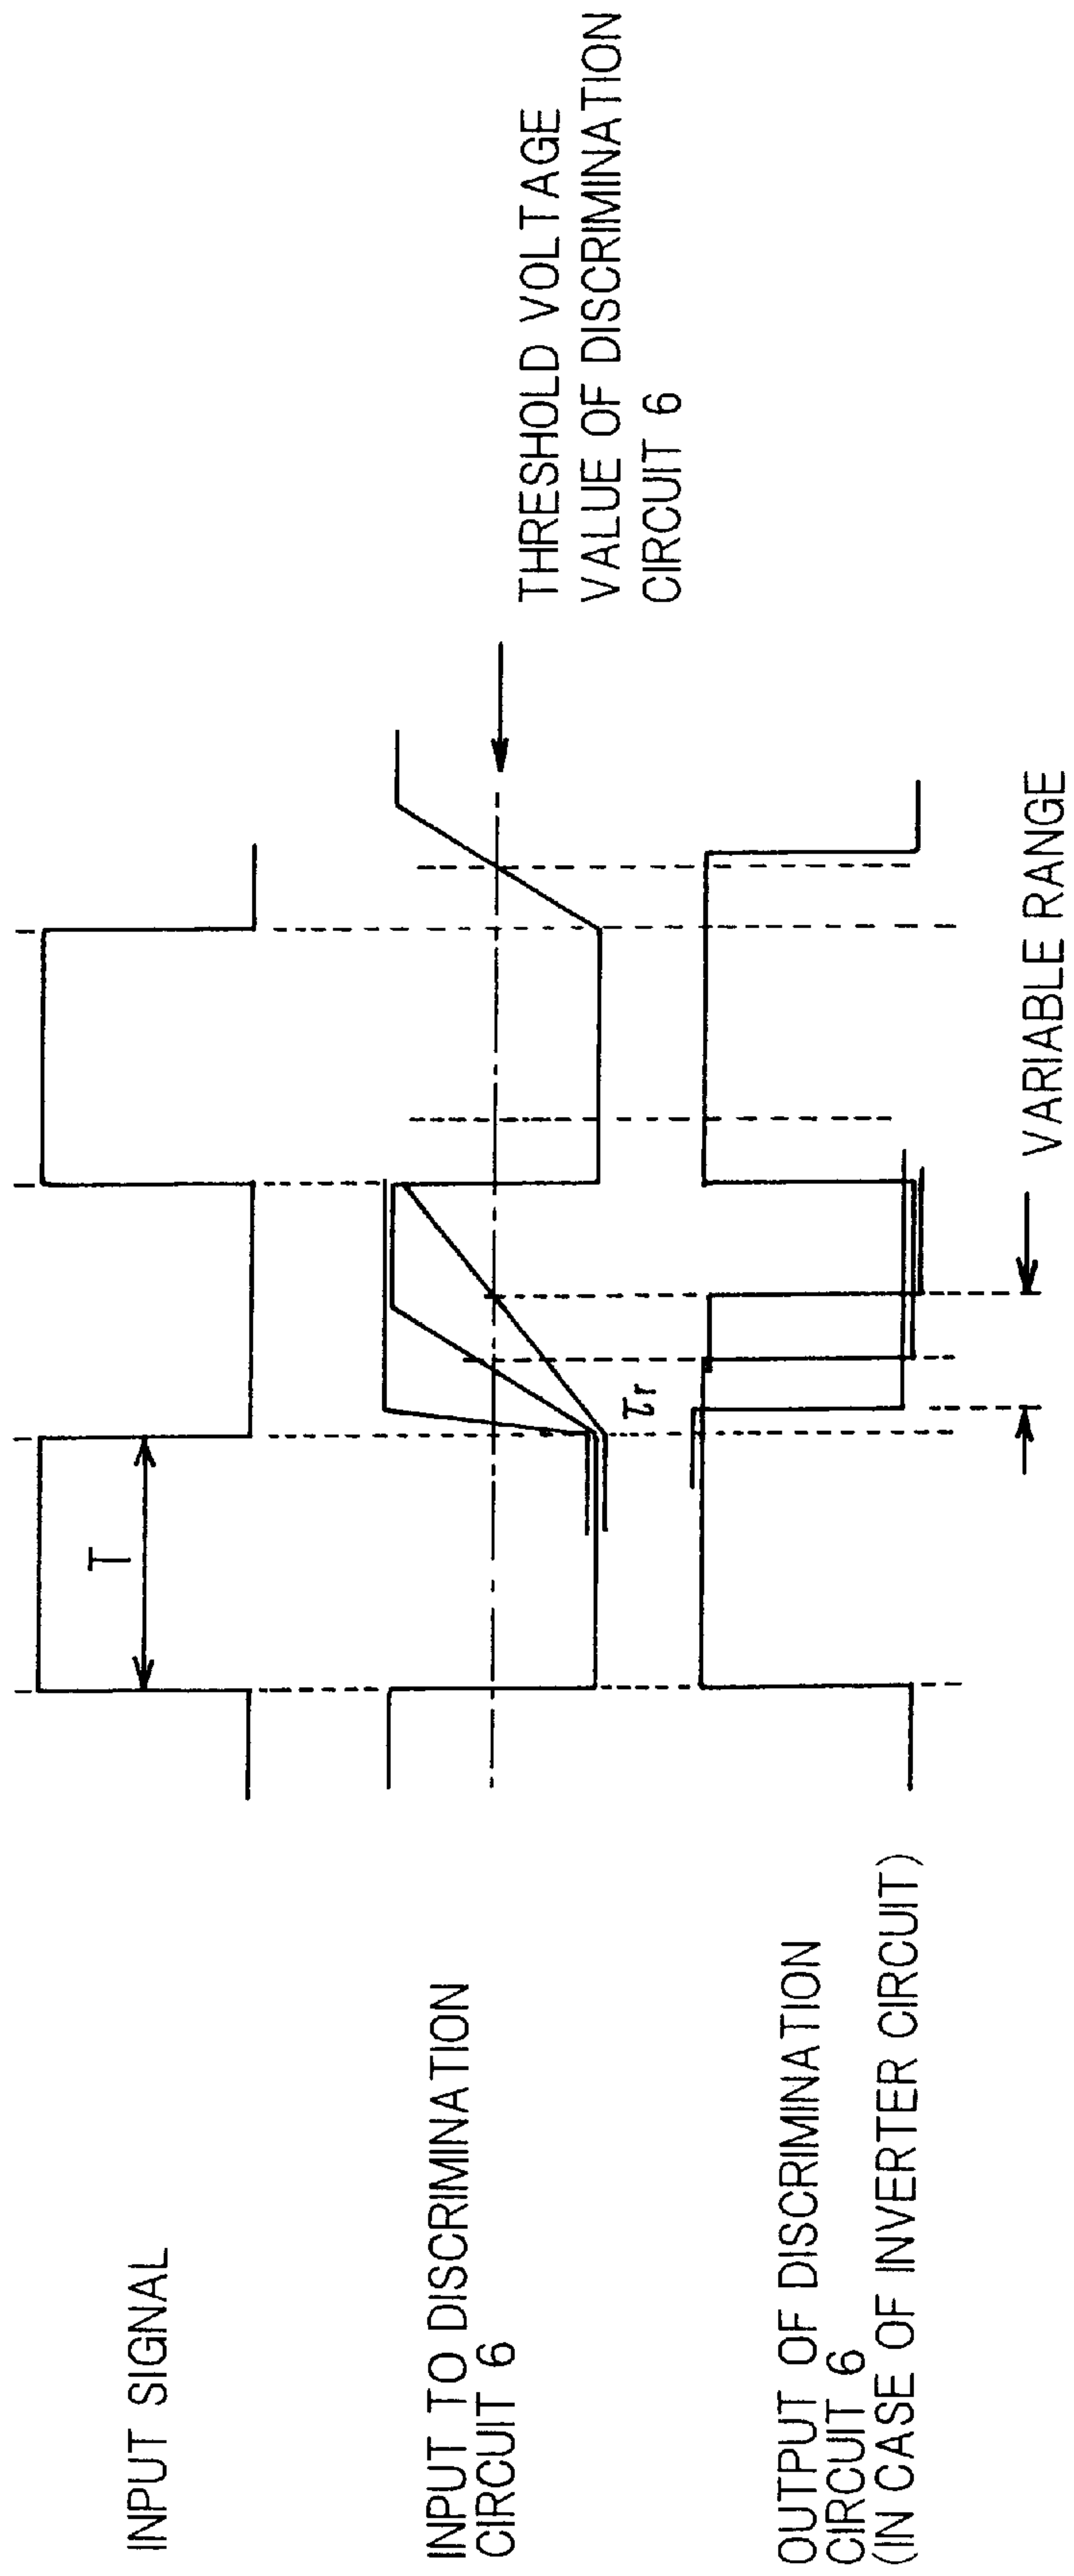 INPUT SIGNAL
T
INPUT TO DISCRIMINATION
CIRCUIT 6
THRESHOLD VOLTAGE
VALUE OF DISCRIMINATION
CIRCUIT 6
τr
OUTPUT OF DISCRIMINATION
CIRCUIT 6
(IN CASE OF INVERTER CIRCUIT)
VARIABLE RANGE